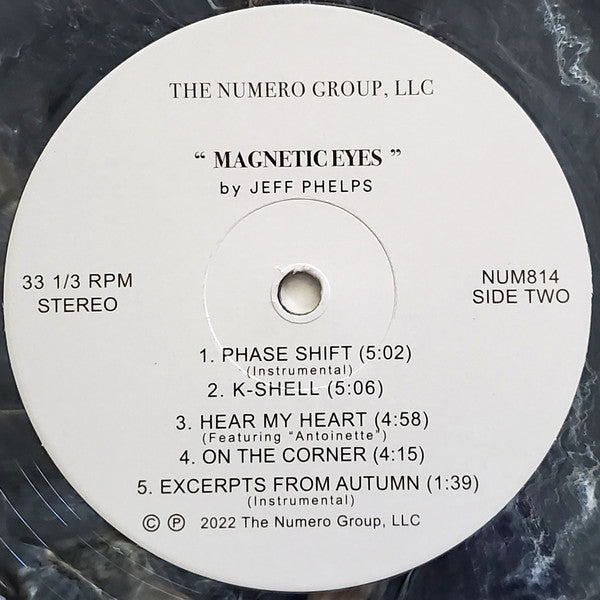 THE NUMERO GROUP, LLC
“ MAGNETIC EYES ”
by JEFF PHELPS
33 1/3 RPM
STEREO
NUM814
SIDE TWO
1. PHASE SHIFT (5:02)
(Instrumental)
2. K-SHELL (5:06)
3. HEAR MY HEART (4:58)
(Featuring “Antoinette”)
4. ON THE CORNER (4:15)
5. EXCERPTS FROM AUTUMN (1:39)
(Instrumental)
© ℗ 2022 The Numero Group, LLC